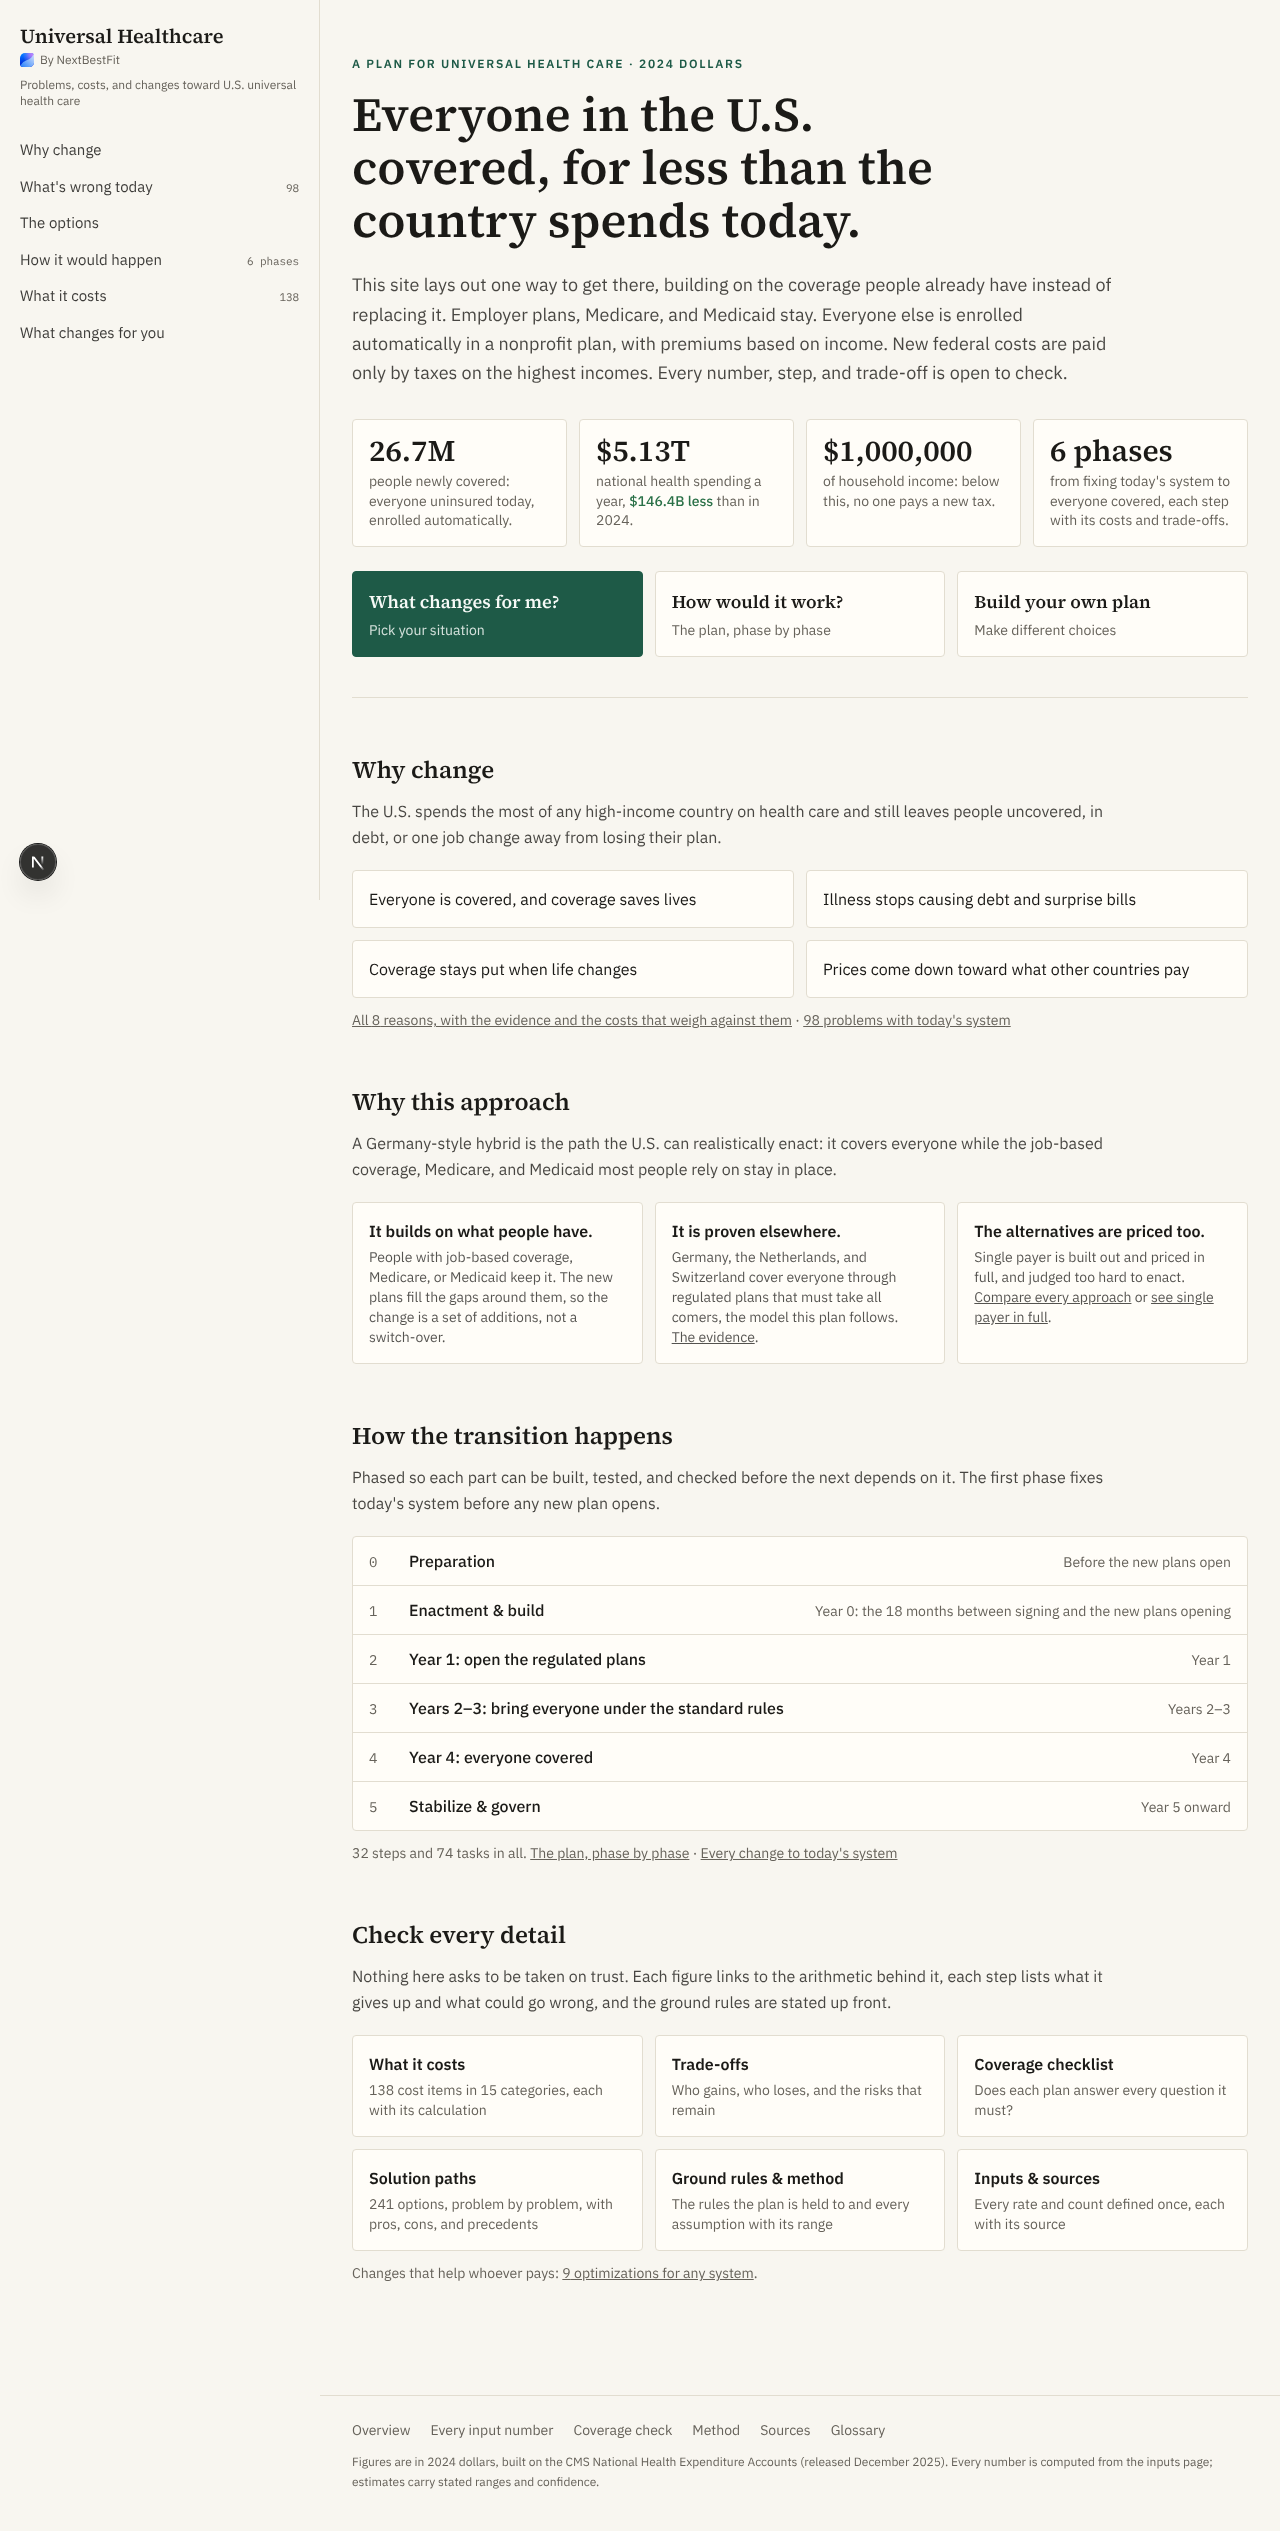 Universal Healthcare
By NextBestFit
Problems, costs, and changes toward U.S. universal
health care
Why change
What's wrong today 98
The options
How it would happen 6 phases
What it costs 138
What changes for you
N
A PLAN FOR UNIVERSAL HEALTH CARE · 2024 DOLLARS
Everyone in the U.S.
covered, for less than the
country spends today.
This site lays out one way to get there, building on the coverage people already have instead of
replacing it. Employer plans, Medicare, and Medicaid stay. Everyone else is enrolled
automatically in a nonprofit plan, with premiums based on income. New federal costs are paid
only by taxes on the highest incomes. Every number, step, and trade-off is open to check.
26.7M
people newly covered:
everyone uninsured today,
enrolled automatically.
$5.13T
national health spending a
year, $146.4B less than in
2024.
$1,000,000
of household income: below
this, no one pays a new tax.
6 phases
from fixing today's system to
everyone covered, each step
with its costs and trade-offs.
What changes for me?
Pick your situation
How would it work?
The plan, phase by phase
Build your own plan
Make different choices
Why change
The U.S. spends the most of any high-income country on health care and still leaves people uncovered, in
debt, or one job change away from losing their plan.
Everyone is covered, and coverage saves lives
Illness stops causing debt and surprise bills
Coverage stays put when life changes
Prices come down toward what other countries pay
All 8 reasons, with the evidence and the costs that weigh against them · 98 problems with today's system
Why this approach
A Germany-style hybrid is the path the U.S. can realistically enact: it covers everyone while the job-based
coverage, Medicare, and Medicaid most people rely on stay in place.
It builds on what people have.
People with job-based coverage,
Medicare, or Medicaid keep it. The new
plans fill the gaps around them, so the
change is a set of additions, not a
switch-over.
It is proven elsewhere.
Germany, the Netherlands, and
Switzerland cover everyone through
regulated plans that must take all
comers, the model this plan follows.
The evidence.
The alternatives are priced too.
Single payer is built out and priced in
full, and judged too hard to enact.
Compare every approach or see single
payer in full.
How the transition happens
Phased so each part can be built, tested, and checked before the next depends on it. The first phase fixes
today's system before any new plan opens.
0 Preparation Before the new plans open
1 Enactment & build Year 0: the 18 months between signing and the new plans opening
2 Year 1: open the regulated plans Year 1
3 Years 2–3: bring everyone under the standard rules Years 2–3
4 Year 4: everyone covered Year 4
5 Stabilize & govern Year 5 onward
32 steps and 74 tasks in all. The plan, phase by phase · Every change to today's system
Check every detail
Nothing here asks to be taken on trust. Each figure links to the arithmetic behind it, each step lists what it
gives up and what could go wrong, and the ground rules are stated up front.
What it costs
138 cost items in 15 categories, each
with its calculation
Trade-offs
Who gains, who loses, and the risks that
remain
Coverage checklist
Does each plan answer every question it
must?
Solution paths
241 options, problem by problem, with
pros, cons, and precedents
Ground rules & method
The rules the plan is held to and every
assumption with its range
Inputs & sources
Every rate and count defined once, each
with its source
Changes that help whoever pays: 9 optimizations for any system.
Overview Every input number Coverage check Method Sources Glossary
Figures are in 2024 dollars, built on the CMS National Health Expenditure Accounts (released December 2025). Every number is computed from the inputs page;
estimates carry stated ranges and confidence.